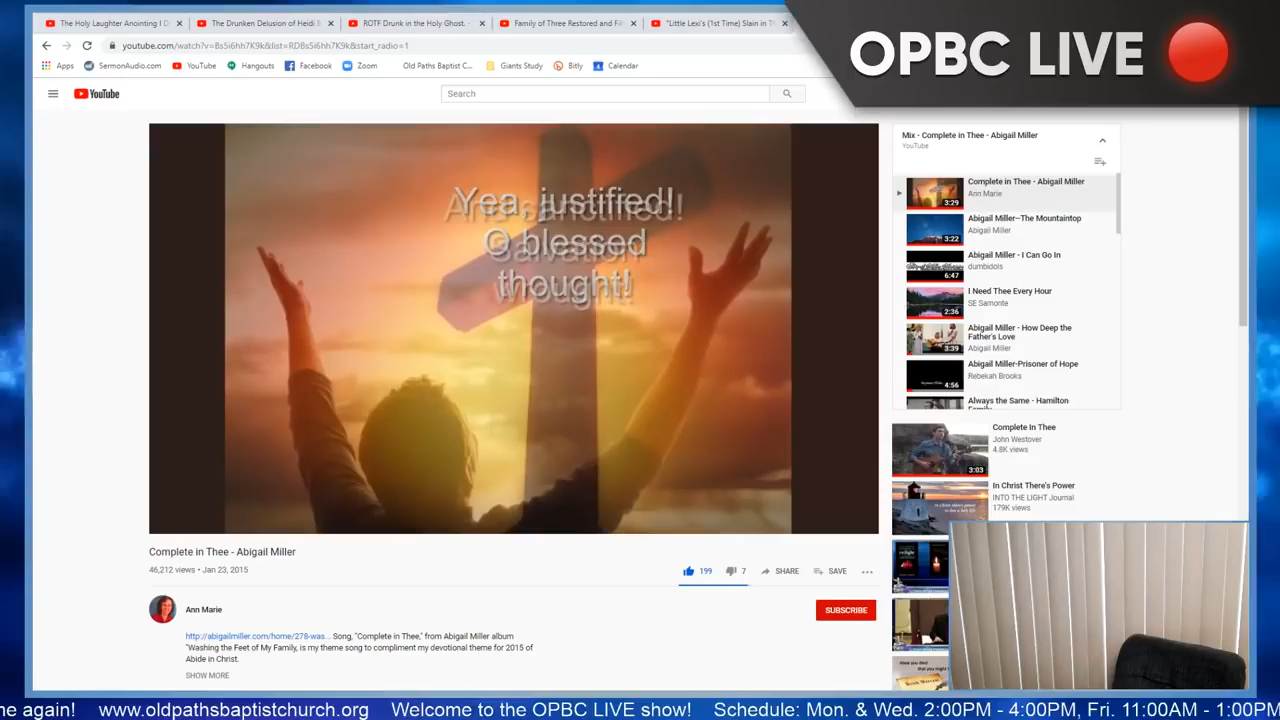 The Holy Laughter Anointing I D
The Drunken Delusion of Heidi B
ROTF Drunk in the Holy Ghost. -
Family of Three Restored and Fil
"Little Lexi's (1st Time) Slain in T
OPBC LIVE
youtube.com/watch?v=Bs5i6hh7K9k&list=RDBs5i6hh7K9k&start_radio=1
Apps SermonAudio.com YouTube Hangouts Facebook Zoom Old Paths Baptist C... Giants Study Bitly Calendar
YouTube
Search
Yea, justified!
O blessed
thought!
Mix - Complete in Thee - Abigail Miller
YouTube
Complete in Thee - Abigail Miller
Ann Marie
3:29
Abigail Miller--The Mountaintop
Abigail Miller
3:22
Abigail Miller - I Can Go In
dumbidols
6:47
I Need Thee Every Hour
SE Samonte
2:36
Abigail Miller - How Deep the
Father's Love
Abigail Miller
3:39
Abigail Miller-Prisoner of Hope
Rebekah Brooks
4:56
Always the Same - Hamilton
Family
Complete In Thee
John Westover
4.8K views
3:03
In Christ There's Power
INTO THE LIGHT Journal
179K views
Complete in Thee - Abigail Miller
46,212 views • Jan 23, 2015
199 7 SHARE SAVE
Ann Marie
SUBSCRIBE
http://abigailmiller.com/home/278-was... Song, "Complete in Thee," from Abigail Miller album
"Washing the Feet of My Family, is my theme song to compliment my devotional theme for 2015 of
Abide in Christ.
SHOW MORE
me again! www.oldpathsbaptistchurch.org Welcome to the OPBC LIVE show! Schedule: Mon. & Wed. 2:00PM - 4:00PM, Fri. 11:00AM - 1:00PM